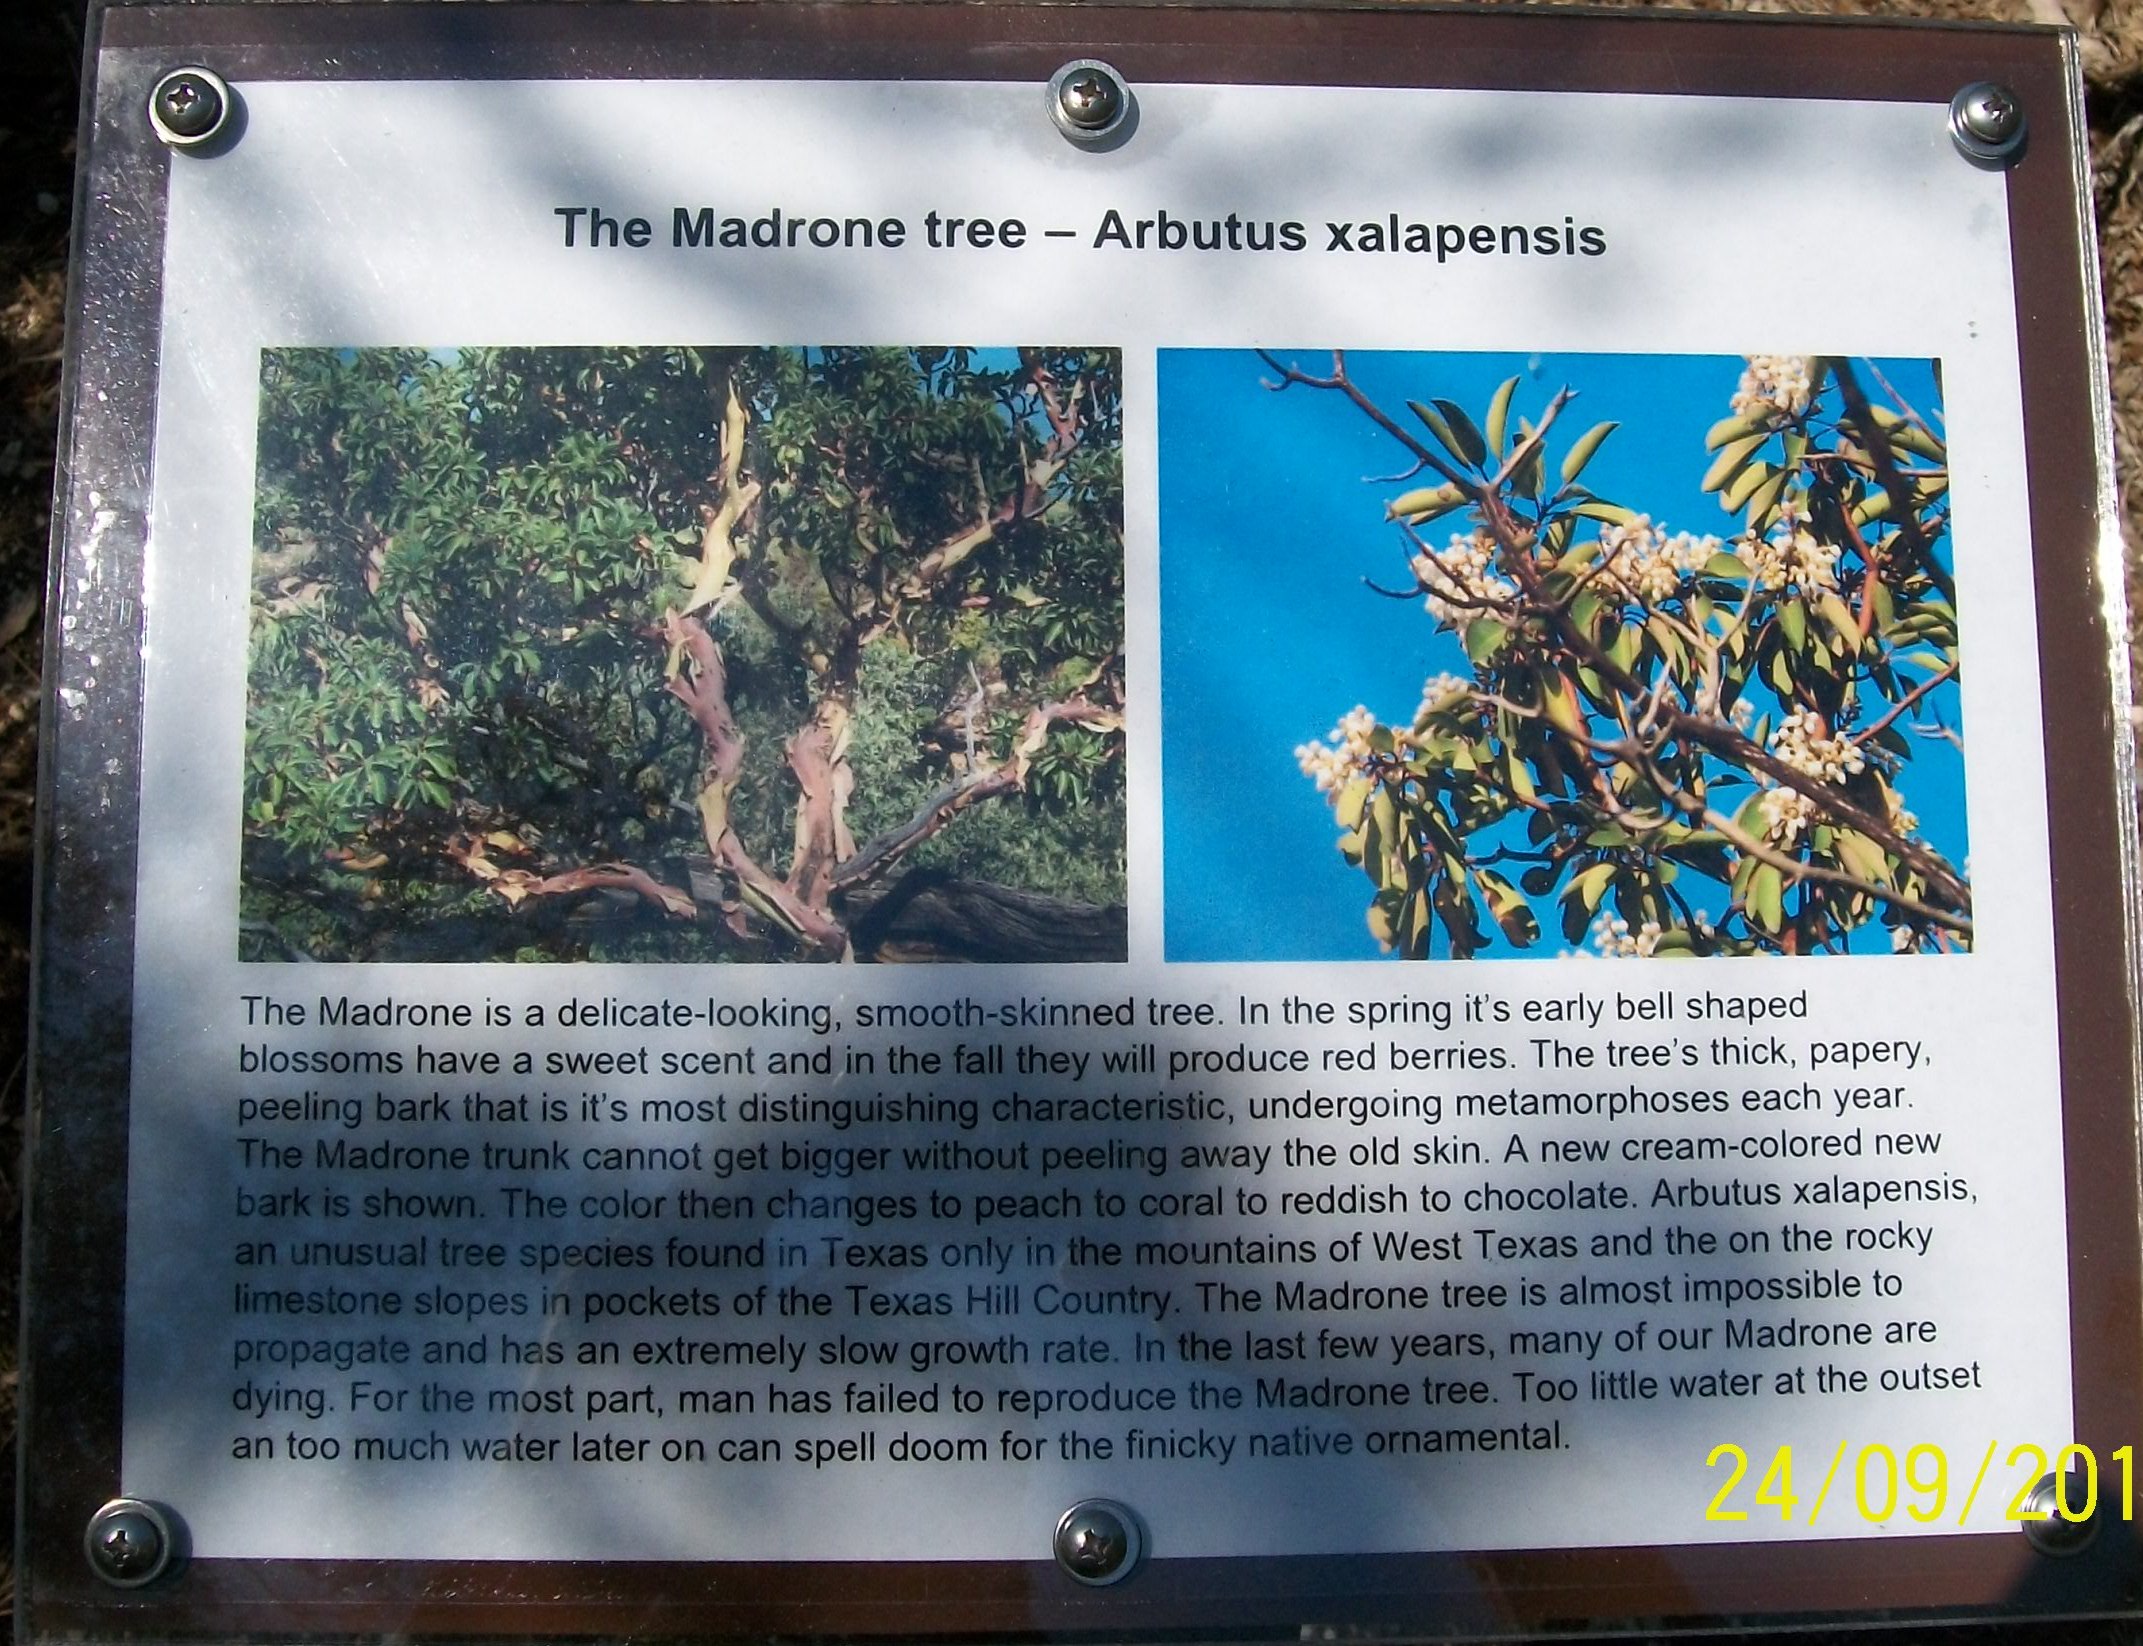 The Madrone tree – Arbutus xalapensis
The Madrone is a delicate-looking, smooth-skinned tree. In the spring it's early bell shaped
blossoms have a sweet scent and in the fall they will produce red berries. The tree's thick, papery,
peeling bark that is it's most distinguishing characteristic, undergoing metamorphoses each year.
The Madrone trunk cannot get bigger without peeling away the old skin. A new cream-colored new
bark is shown. The color then changes to peach to coral to reddish to chocolate. Arbutus xalapensis,
an unusual tree species found in Texas only in the mountains of West Texas and the on the rocky
limestone slopes in pockets of the Texas Hill Country. The Madrone tree is almost impossible to
propagate and has an extremely slow growth rate. In the last few years, many of our Madrone are
dying. For the most part, man has failed to reproduce the Madrone tree. Too little water at the outset
an too much water later on can spell doom for the finicky native ornamental.
24/09/201